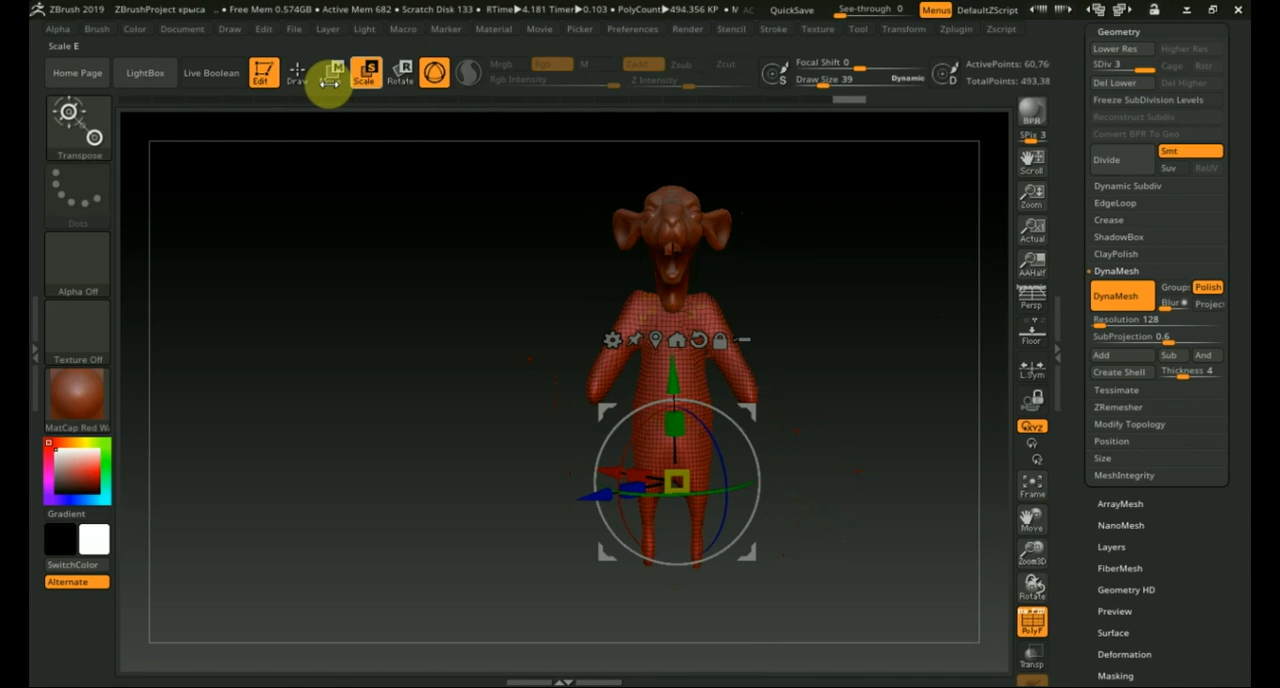 ZBrush 2019 ZBrushProject крыса .. • Free Mem 0.574GB • Active Mem 682 • Scratch Disk 133 • RTime▶4.181 Timer▶0.103 • PolyCount▶494.356 KP • M AC QuickSave See-through 0 Menus DefaultZScript
Alpha Brush Color Document Draw Edit File Layer Light Macro Marker Material Movie Picker Preferences Render Stencil Stroke Texture Tool Transform Zplugin Zscript
Scale E
Home Page LightBox Live Boolean Edit Draw Scale Rotate
Mrgb Rgb M Zadd Zsub Zcut
Rgb Intensity Z Intensity
S Focal Shift 0
Draw Size 39 Dynamic
D ActivePoints: 60,76
TotalPoints: 493,38
Transpose
Dots
Alpha Off
Texture Off
MatCap Red W
Gradient
SwitchColor
Alternate
BPR
SPix 3
Scroll
Zoom
Actual
AAHalf
Dynamic
Persp
Floor
L.Sym
XYZ
Frame
Move
Zoom3D
Rotate
PolyF
Transp
Geometry
Lower Res Higher Res
SDiv 3 Cage Rstr
Del Lower Del Higher
Freeze SubDivision Levels
Reconstruct Subdiv
Convert BPR To Geo
Divide Smt
Suv ReUV
Dynamic Subdiv
EdgeLoop
Crease
ShadowBox
ClayPolish
DynaMesh
DynaMesh Groups Polish
Blur Project
Resolution 128
SubProjection 0.6
Add Sub And
Create Shell Thickness 4
Tessimate
ZRemesher
Modify Topology
Position
Size
MeshIntegrity
ArrayMesh
NanoMesh
Layers
FiberMesh
Geometry HD
Preview
Surface
Deformation
Masking